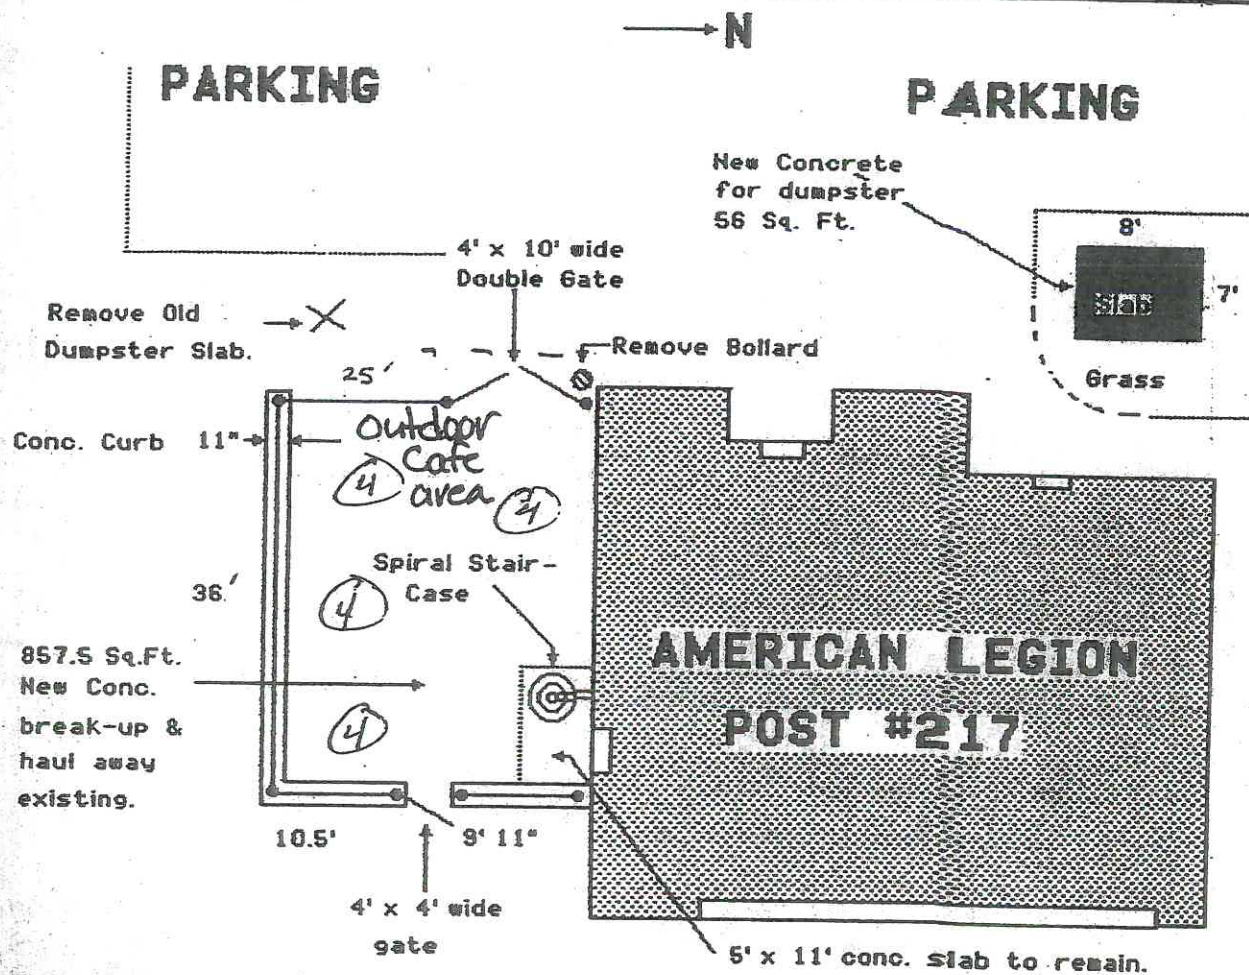 N
PARKING
PARKING
New Concrete
for dumpster
56 Sq. Ft.
8'
Slab
7'
Grass
4' x 10' wide
Double Gate
Remove Old
Dumpster Slab.
Remove Bollard
25'
Conc. Curb 11"
outdoor
Cafe
area
4
4
Spiral Stair-
Case
36'
4
857.5 Sq.Ft.
New Conc.
break-up &
haul away
existing.
4
AMERICAN LEGION
POST #217
10.5'
9' 11"
4' x 4' wide
gate
5' x 11' conc. slab to remain.